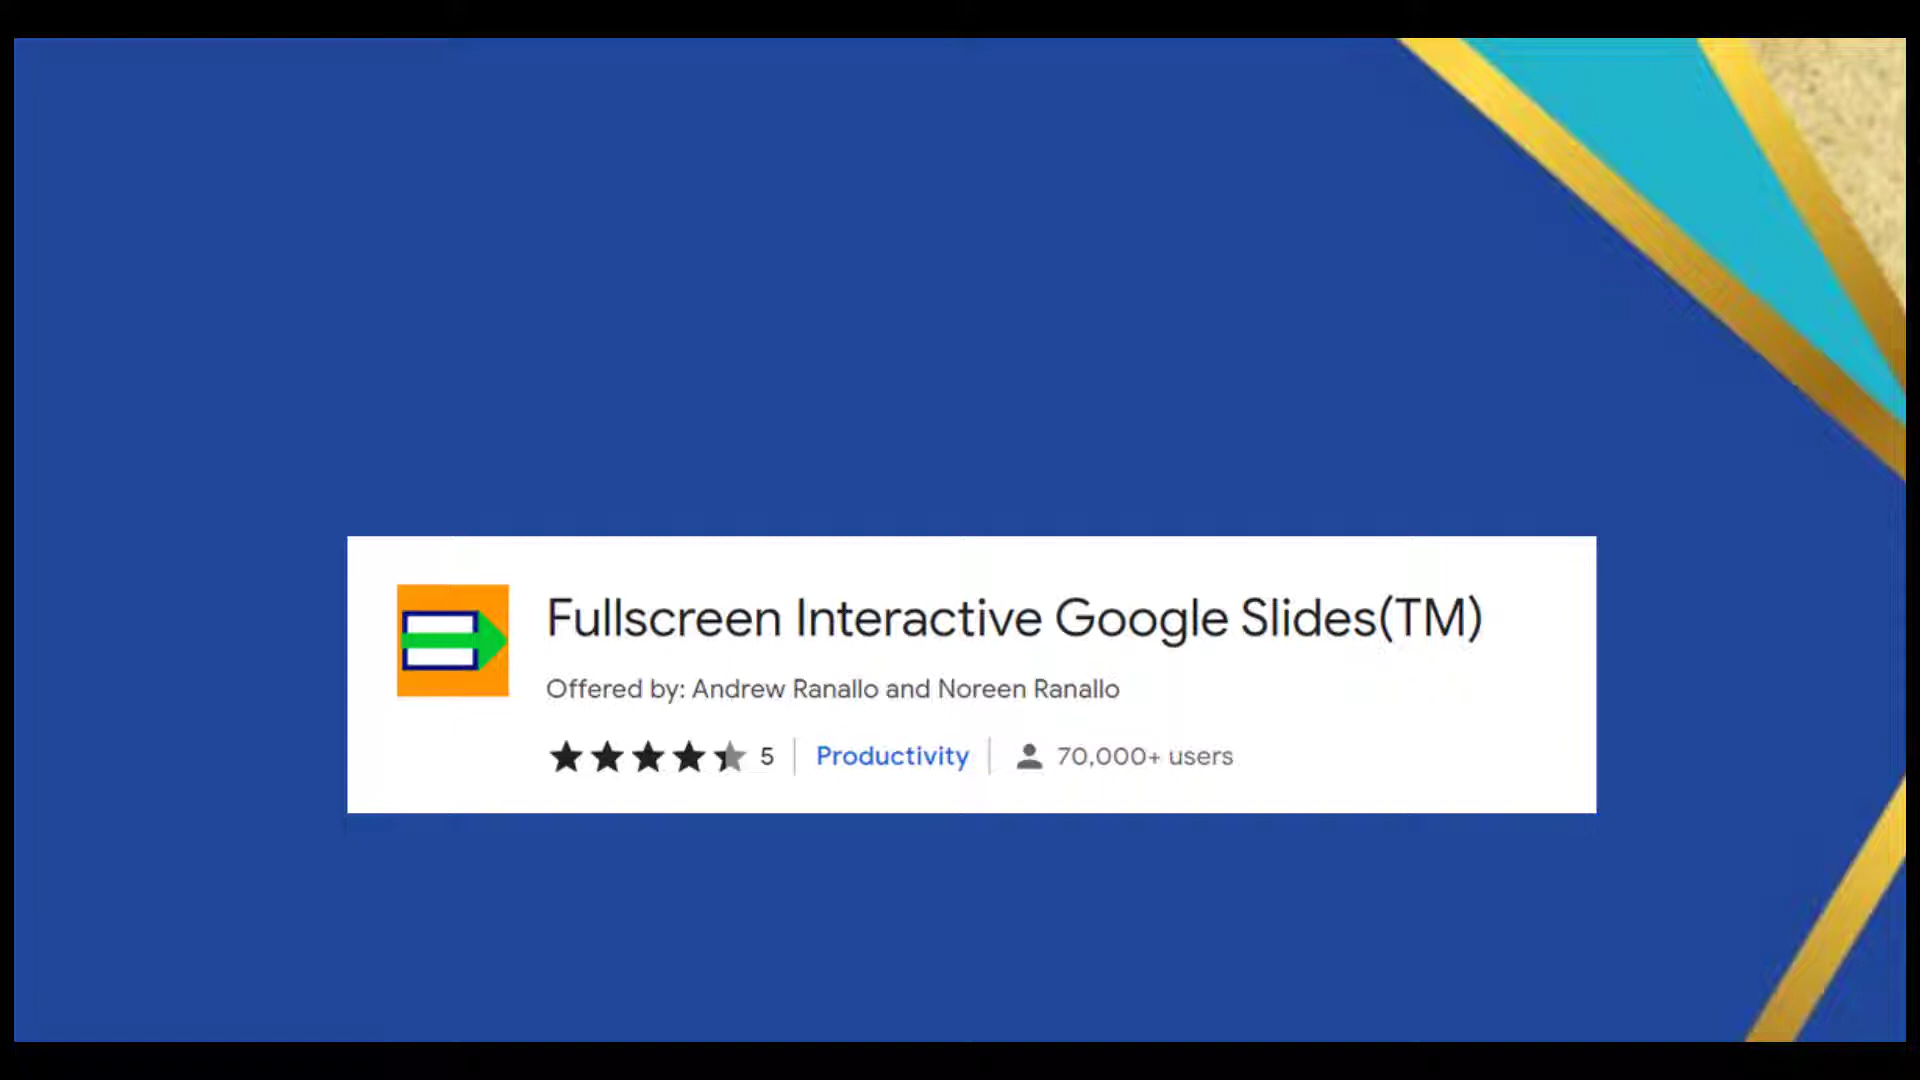 Fullscreen Interactive Google Slides(TM)
Offered by: Andrew Ranallo and Noreen Ranallo
5 Productivity 70,000+ users